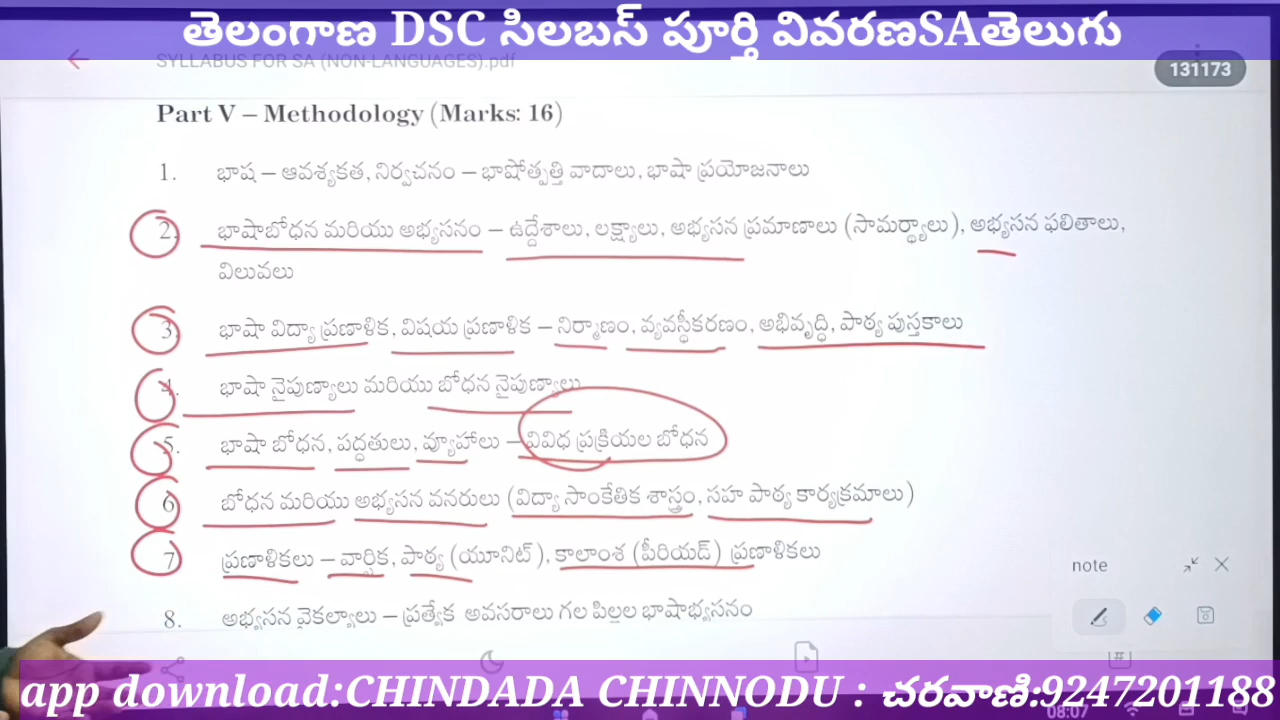 తెలంగాణ DSC సిలబస్ పూర్తి వివరణSAతెలుగు
SYLLABUS FOR SA (NON-LANGUAGES).pdf
131173
Part V – Methodology (Marks: 16)
1. భాష – ఆవశ్యకత, నిర్వచనం – భాషోత్పత్తి వాదాలు, భాషా ప్రయోజనాలు
2. భాషాబోధన మరియు అభ్యసనం – ఉద్దేశాలు, లక్ష్యాలు, అభ్యసన ప్రమాణాలు (సామర్థ్యాలు), అభ్యసన ఫలితాలు,
విలువలు
3. భాషా విద్యా ప్రణాళిక, విషయ ప్రణాళిక – నిర్మాణం, వ్యవస్థీకరణం, అభివృద్ధి, పాఠ్య పుస్తకాలు
4. భాషా నైపుణ్యాలు మరియు బోధన నైపుణ్యాలు
5. భాషా బోధన, పద్ధతులు, వ్యూహాలు – వివిధ ప్రక్రియల బోధన
6 బోధన మరియు అభ్యసన వనరులు (విద్యా సాంకేతిక శాస్త్రం, సహ పాఠ్య కార్యక్రమాలు)
7 ప్రణాళికలు – వార్షిక, పాఠ్య (యూనిట్), కాలాంశ (పీరియడ్) ప్రణాళికలు
note
8. అభ్యసన వైకల్యాలు – ప్రత్యేక అవసరాలు గల పిల్లల భాషాభ్యసనం
app download:CHINDADA CHINNODU : చరవాణి:9247201188
08:07